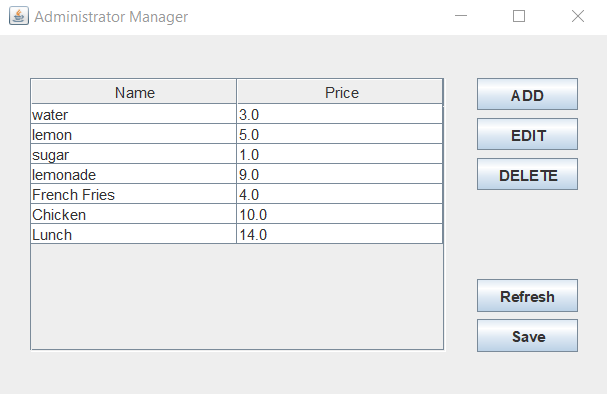 Administrator Manager
Name Price
water 3.0
lemon 5.0
sugar 1.0
lemonade 9.0
French Fries 4.0
Chicken 10.0
Lunch 14.0
ADD
EDIT
DELETE
Refresh
Save